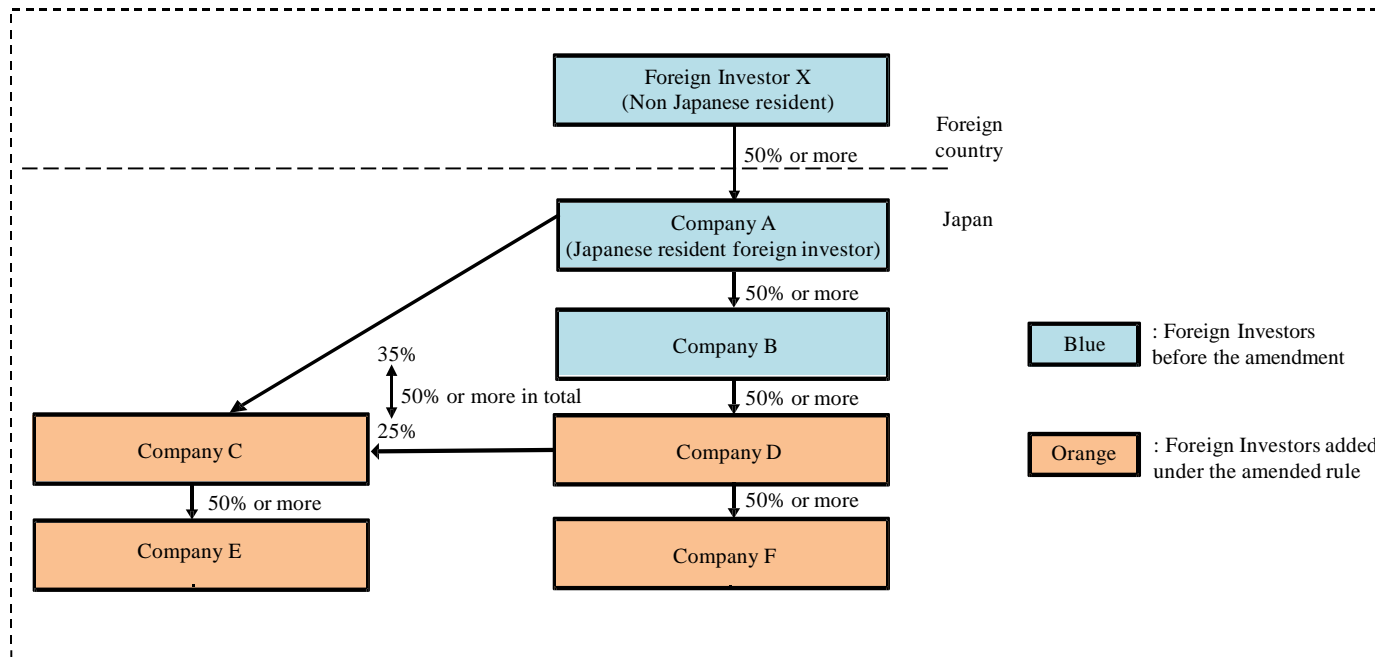 Foreign Investor X
(Non Japanese resident)
Foreign
country
50% or more
Company A
(Japanese resident foreign investor)
Japan
50% or more
Company B
Blue
: Foreign Investors
before the amendment
35%
50% or more in total
25%
50% or more
Company C
Company D
Orange
: Foreign Investors added
under the amended rule
50% or more
50% or more
Company E
Company F